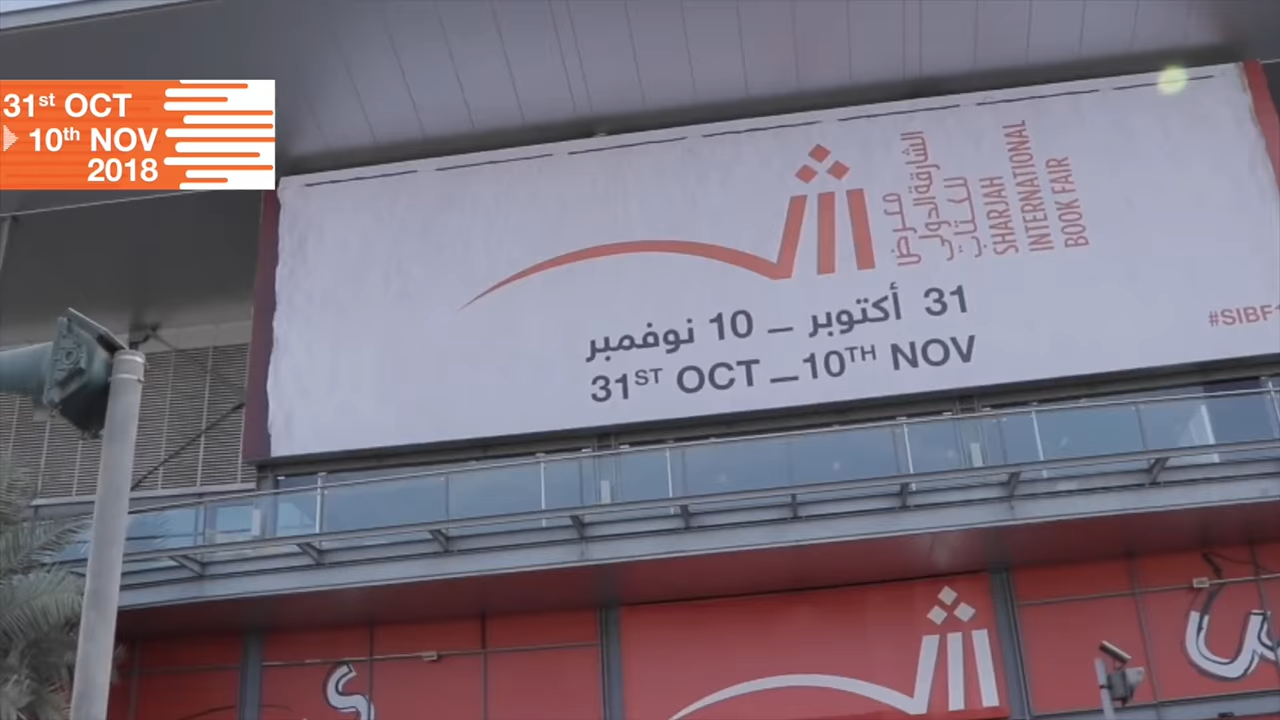 31st OCT
10th NOV
2018
معرض
الشارقة الدولي
للكتاب
SHARJAH
INTERNATIONAL
BOOK FAIR
31 أكتوبر – 10 نوفمبر
31ST OCT – 10TH NOV